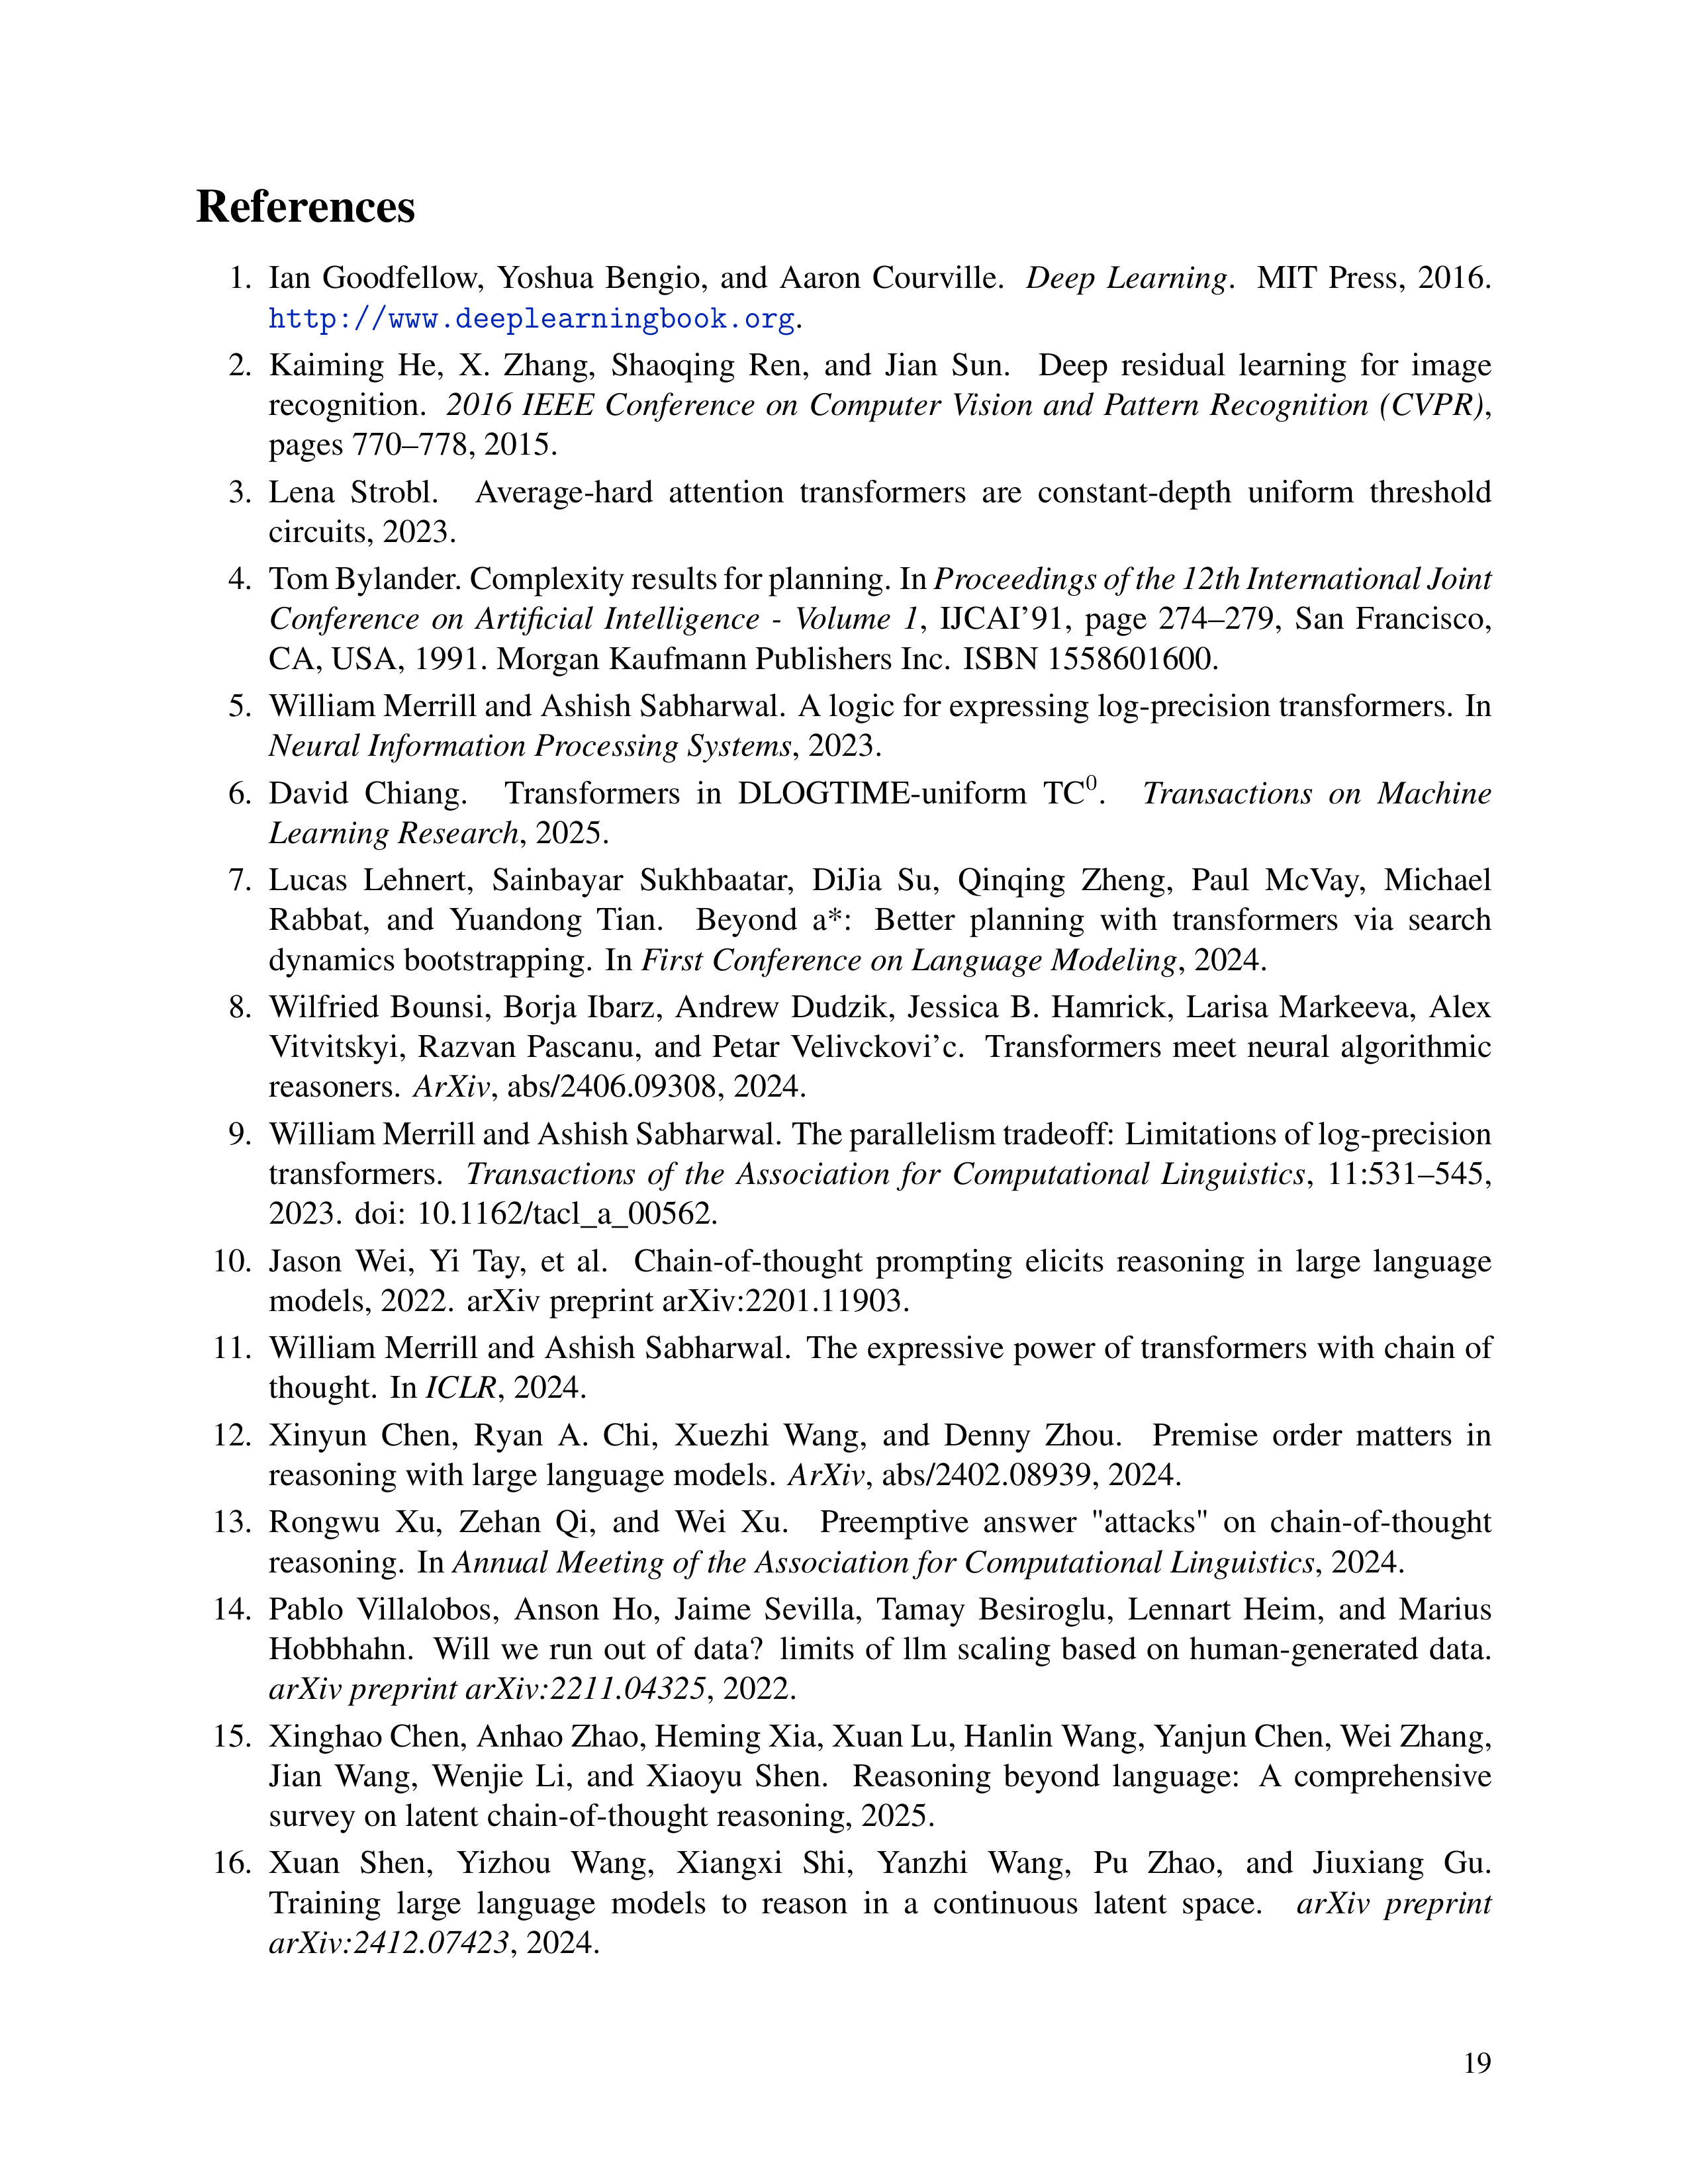 References
1. Ian Goodfellow, Yoshua Bengio, and Aaron Courville. Deep Learning. MIT Press, 2016.
http://www.deeplearningbook.org.
2. Kaiming He, X. Zhang, Shaoqing Ren, and Jian Sun. Deep residual learning for image
recognition. 2016 IEEE Conference on Computer Vision and Pattern Recognition (CVPR),
pages 770–778, 2015.
3. Lena Strobl. Average-hard attention transformers are constant-depth uniform threshold
circuits, 2023.
4. Tom Bylander. Complexity results for planning. In Proceedings of the 12th International Joint
Conference on Artificial Intelligence - Volume 1, IJCAI’91, page 274–279, San Francisco,
CA, USA, 1991. Morgan Kaufmann Publishers Inc. ISBN 1558601600.
5. William Merrill and Ashish Sabharwal. A logic for expressing log-precision transformers. In
Neural Information Processing Systems, 2023.
6. David Chiang. Transformers in DLOGTIME-uniform TC⁰. Transactions on Machine
Learning Research, 2025.
7. Lucas Lehnert, Sainbayar Sukhbaatar, DiJia Su, Qinqing Zheng, Paul McVay, Michael
Rabbat, and Yuandong Tian. Beyond a*: Better planning with transformers via search
dynamics bootstrapping. In First Conference on Language Modeling, 2024.
8. Wilfried Bounsi, Borja Ibarz, Andrew Dudzik, Jessica B. Hamrick, Larisa Markeeva, Alex
Vitvitskyi, Razvan Pascanu, and Petar Velivckovi’c. Transformers meet neural algorithmic
reasoners. ArXiv, abs/2406.09308, 2024.
9. William Merrill and Ashish Sabharwal. The parallelism tradeoff: Limitations of log-precision
transformers. Transactions of the Association for Computational Linguistics, 11:531–545,
2023. doi: 10.1162/tacl_a_00562.
10. Jason Wei, Yi Tay, et al. Chain-of-thought prompting elicits reasoning in large language
models, 2022. arXiv preprint arXiv:2201.11903.
11. William Merrill and Ashish Sabharwal. The expressive power of transformers with chain of
thought. In ICLR, 2024.
12. Xinyun Chen, Ryan A. Chi, Xuezhi Wang, and Denny Zhou. Premise order matters in
reasoning with large language models. ArXiv, abs/2402.08939, 2024.
13. Rongwu Xu, Zehan Qi, and Wei Xu. Preemptive answer "attacks" on chain-of-thought
reasoning. In Annual Meeting of the Association for Computational Linguistics, 2024.
14. Pablo Villalobos, Anson Ho, Jaime Sevilla, Tamay Besiroglu, Lennart Heim, and Marius
Hobbhahn. Will we run out of data? limits of llm scaling based on human-generated data.
arXiv preprint arXiv:2211.04325, 2022.
15. Xinghao Chen, Anhao Zhao, Heming Xia, Xuan Lu, Hanlin Wang, Yanjun Chen, Wei Zhang,
Jian Wang, Wenjie Li, and Xiaoyu Shen. Reasoning beyond language: A comprehensive
survey on latent chain-of-thought reasoning, 2025.
16. Xuan Shen, Yizhou Wang, Xiangxi Shi, Yanzhi Wang, Pu Zhao, and Jiuxiang Gu.
Training large language models to reason in a continuous latent space. arXiv preprint
arXiv:2412.07423, 2024.
19